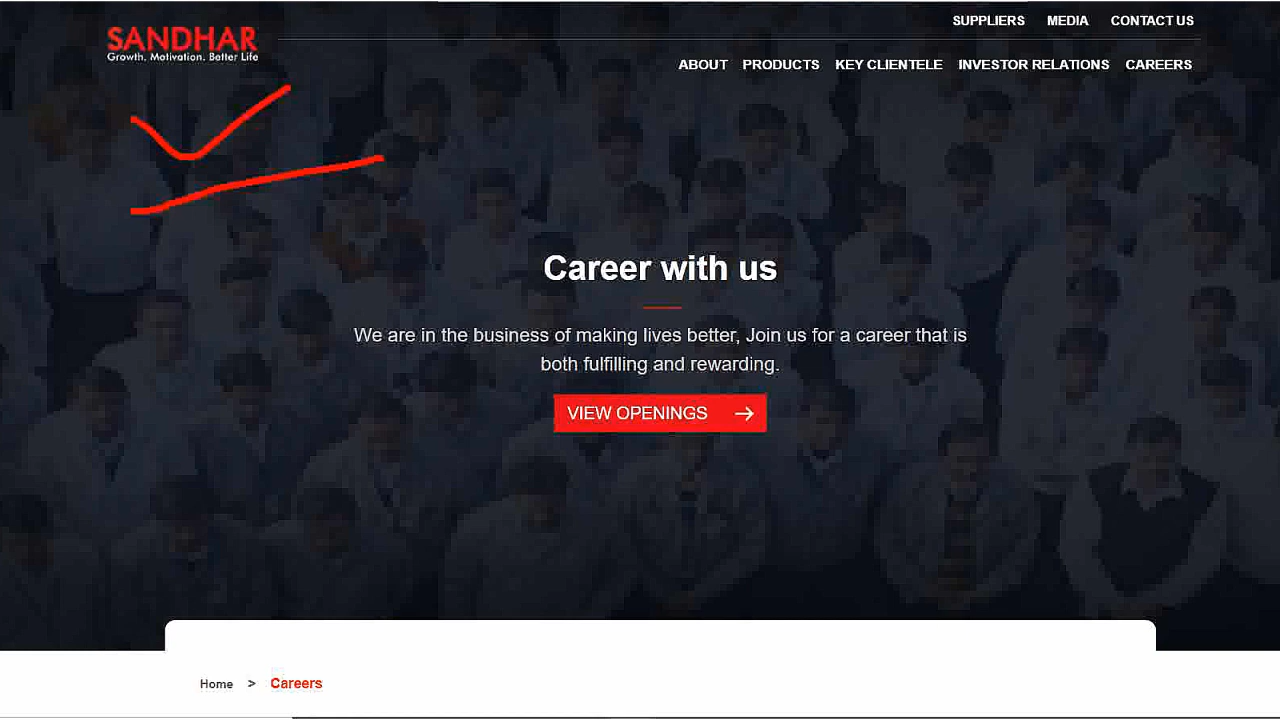 SUPPLIERS MEDIA CONTACT US
SANDHAR
Growth. Motivation. Better Life
ABOUT PRODUCTS KEY CLIENTELE INVESTOR RELATIONS CAREERS
Career with us
We are in the business of making lives better, Join us for a career that is
both fulfilling and rewarding.
VIEW OPENINGS →
Home > Careers